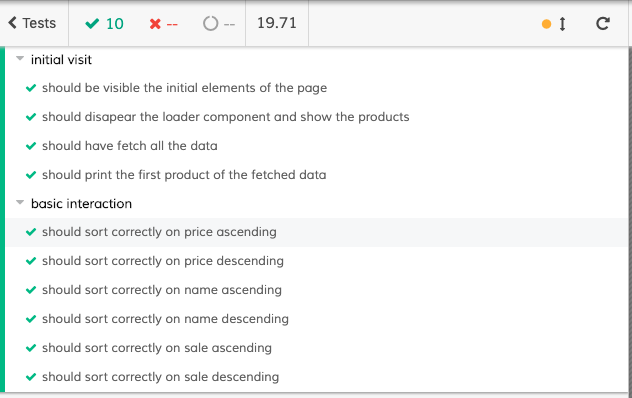 Tests 10 -- -- 19.71
initial visit
should be visible the initial elements of the page
should disapear the loader component and show the products
should have fetch all the data
should print the first product of the fetched data
basic interaction
should sort correctly on price ascending
should sort correctly on price descending
should sort correctly on name ascending
should sort correctly on name descending
should sort correctly on sale ascending
should sort correctly on sale descending